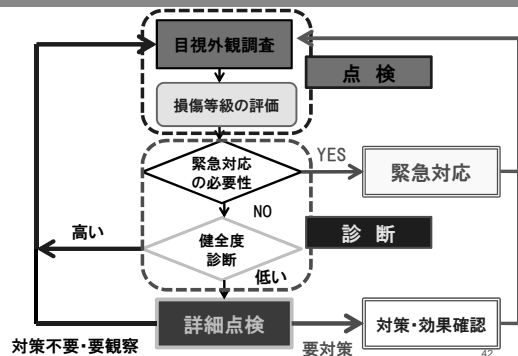 目視外観調査
点検
損傷等級の評価
緊急対応
の必要性
YES
緊急対応
NO
診断
高い
健全度
診断
低い
詳細点検
対策・効果確認
対策不要・要観察
要対策
42